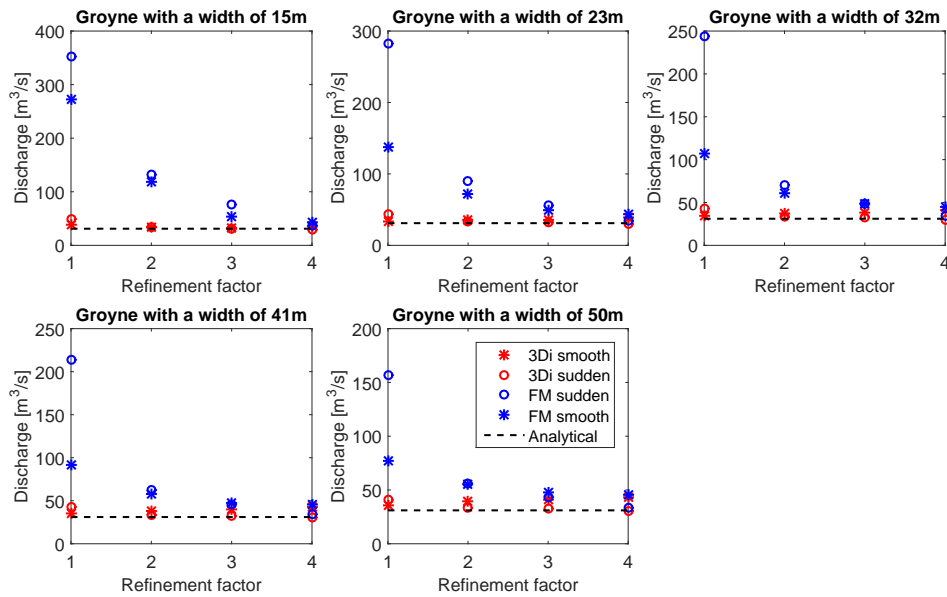 Groyne with a width of 15m
400
300
200
100
0
Discharge [m³/s]
1 2 3 4
Refinement factor
Groyne with a width of 23m
300
200
100
0
Discharge [m³/s]
1 2 3 4
Refinement factor
Groyne with a width of 32m
250
200
150
100
50
0
Discharge [m³/s]
1 2 3 4
Refinement factor
Groyne with a width of 41m
250
200
150
100
50
0
Discharge [m³/s]
1 2 3 4
Refinement factor
Groyne with a width of 50m
200
150
100
50
0
Discharge [m³/s]
1 2 3 4
Refinement factor
3Di smooth
3Di sudden
FM sudden
FM smooth
Analytical